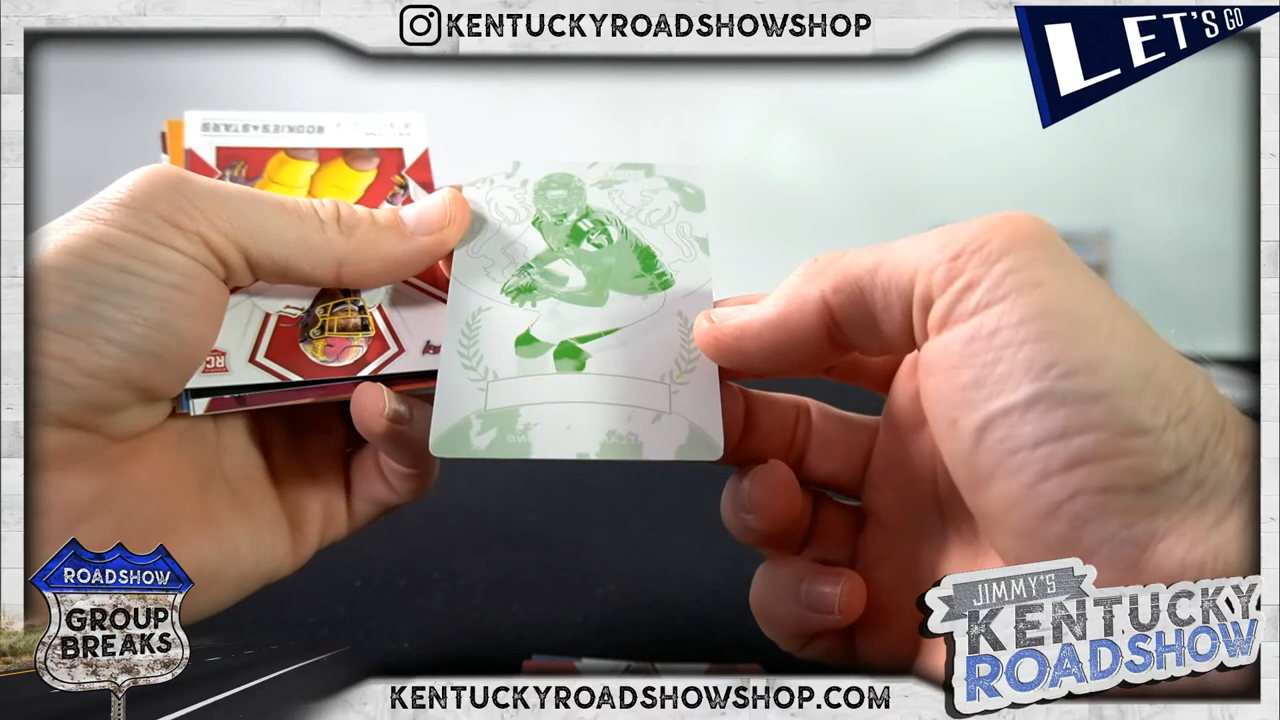 KENTUCKYROADSHOWSHOP
LET'S GO
ROOKIES & STARS
RC
ROADSHOW
GROUP
BREAKS
JIMMY'S
KENTUCKY
ROADSHOW
KENTUCKYROADSHOWSHOP.COM